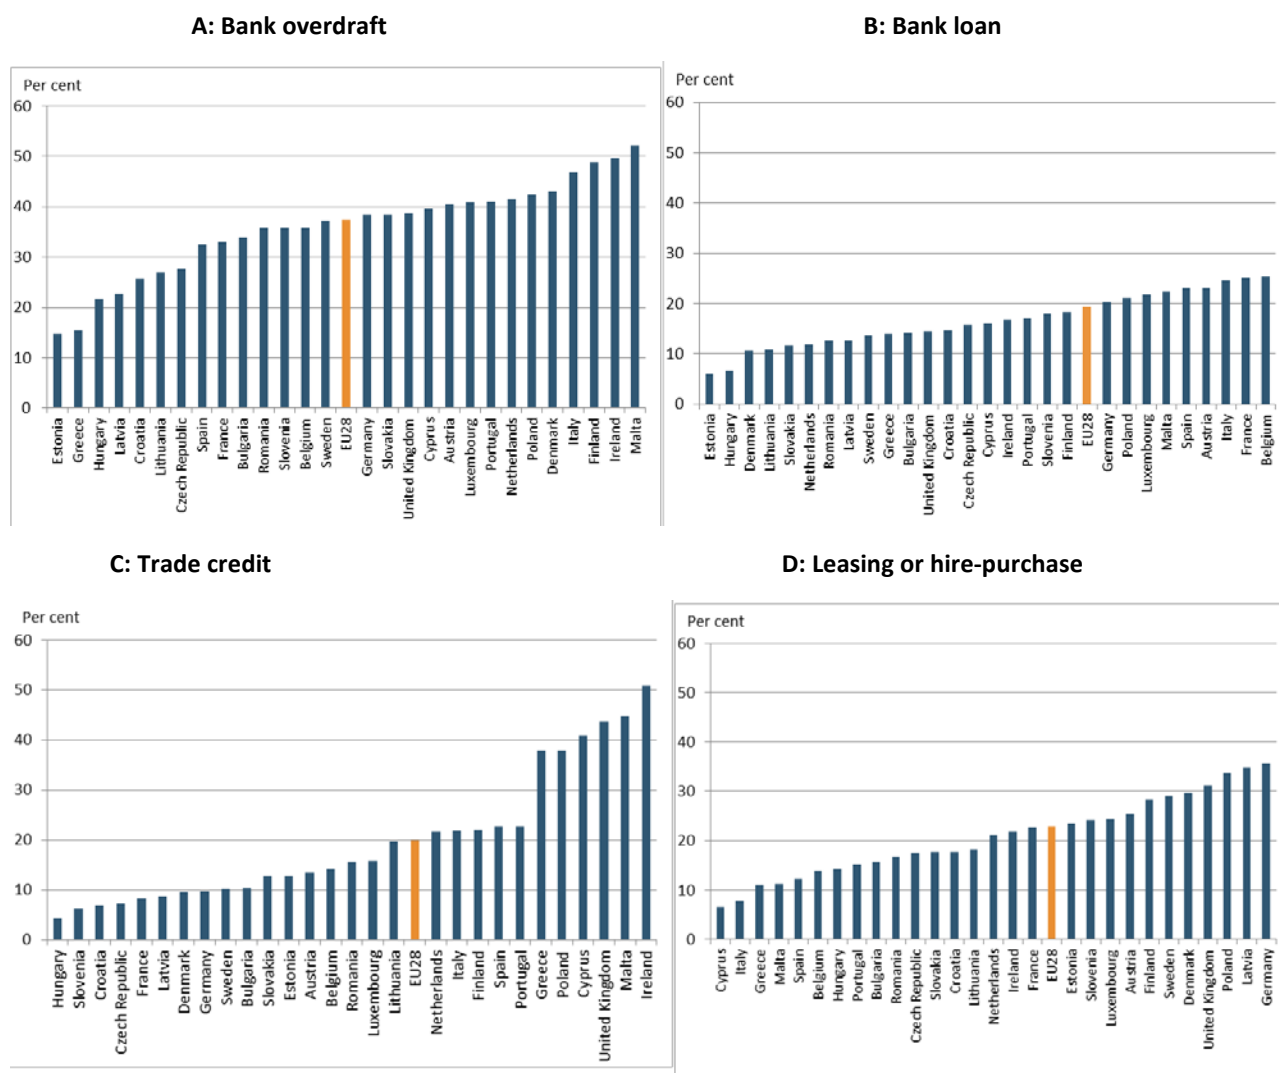 A: Bank overdraft
Per cent
60
50
40
30
20
10
0
Estonia
Greece
Hungary
Latvia
Croatia
Lithuania
Czech Republic
Spain
France
Bulgaria
Romania
Slovenia
Belgium
Sweden
EU28
Germany
Slovakia
United Kingdom
Cyprus
Austria
Luxembourg
Portugal
Netherlands
Poland
Denmark
Italy
Finland
Ireland
Malta
B: Bank loan
Per cent
60
50
40
30
20
10
0
Estonia
Hungary
Denmark
Lithuania
Slovakia
Netherlands
Romania
Latvia
Sweden
Greece
Bulgaria
United Kingdom
Croatia
Czech Republic
Cyprus
Ireland
Portugal
Slovenia
Finland
EU28
Germany
Poland
Luxembourg
Malta
Spain
Austria
Italy
France
Belgium
C: Trade credit
Per cent
60
50
40
30
20
10
0
Hungary
Slovenia
Croatia
Czech Republic
France
Latvia
Denmark
Germany
Sweden
Bulgaria
Slovakia
Estonia
Austria
Belgium
Romania
Luxembourg
Lithuania
EU28
Netherlands
Italy
Finland
Spain
Portugal
Greece
Poland
Cyprus
United Kingdom
Malta
Ireland
D: Leasing or hire-purchase
Per cent
60
50
40
30
20
10
0
Cyprus
Italy
Greece
Malta
Spain
Belgium
Hungary
Portugal
Bulgaria
Romania
Czech Republic
Slovakia
Croatia
Lithuania
Netherlands
Ireland
France
EU28
Estonia
Slovenia
Luxembourg
Austria
Finland
Sweden
Denmark
United Kingdom
Poland
Latvia
Germany